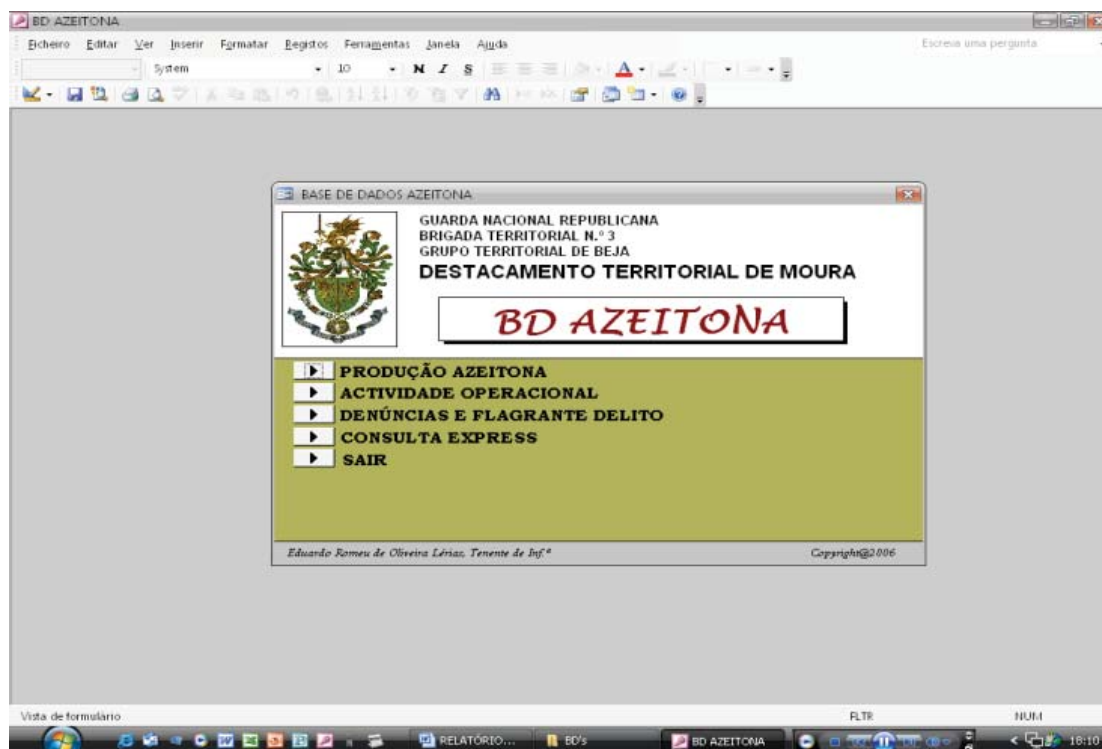 BD AZEITONA
Ficheiro Editar Ver Inserir Formatar Registos Ferramentas Janela Ajuda Escreva uma pergunta
System 10 N I S A
BASE DE DADOS AZEITONA
GUARDA NACIONAL REPUBLICANA
BRIGADA TERRITORIAL N.º 3
GRUPO TERRITORIAL DE BEJA
DESTACAMENTO TERRITORIAL DE MOURA
BD AZEITONA
PRODUÇÃO AZEITONA
ACTIVIDADE OPERACIONAL
DENÚNCIAS E FLAGRANTE DELITO
CONSULTA EXPRESS
SAIR
Eduardo Romeu de Oliveira Lérias, Tenente de Inf.ª Copyright@2006
Vista de formulário FLTR NUM
RELATÓRIO... BD's BD AZEITONA 18:10